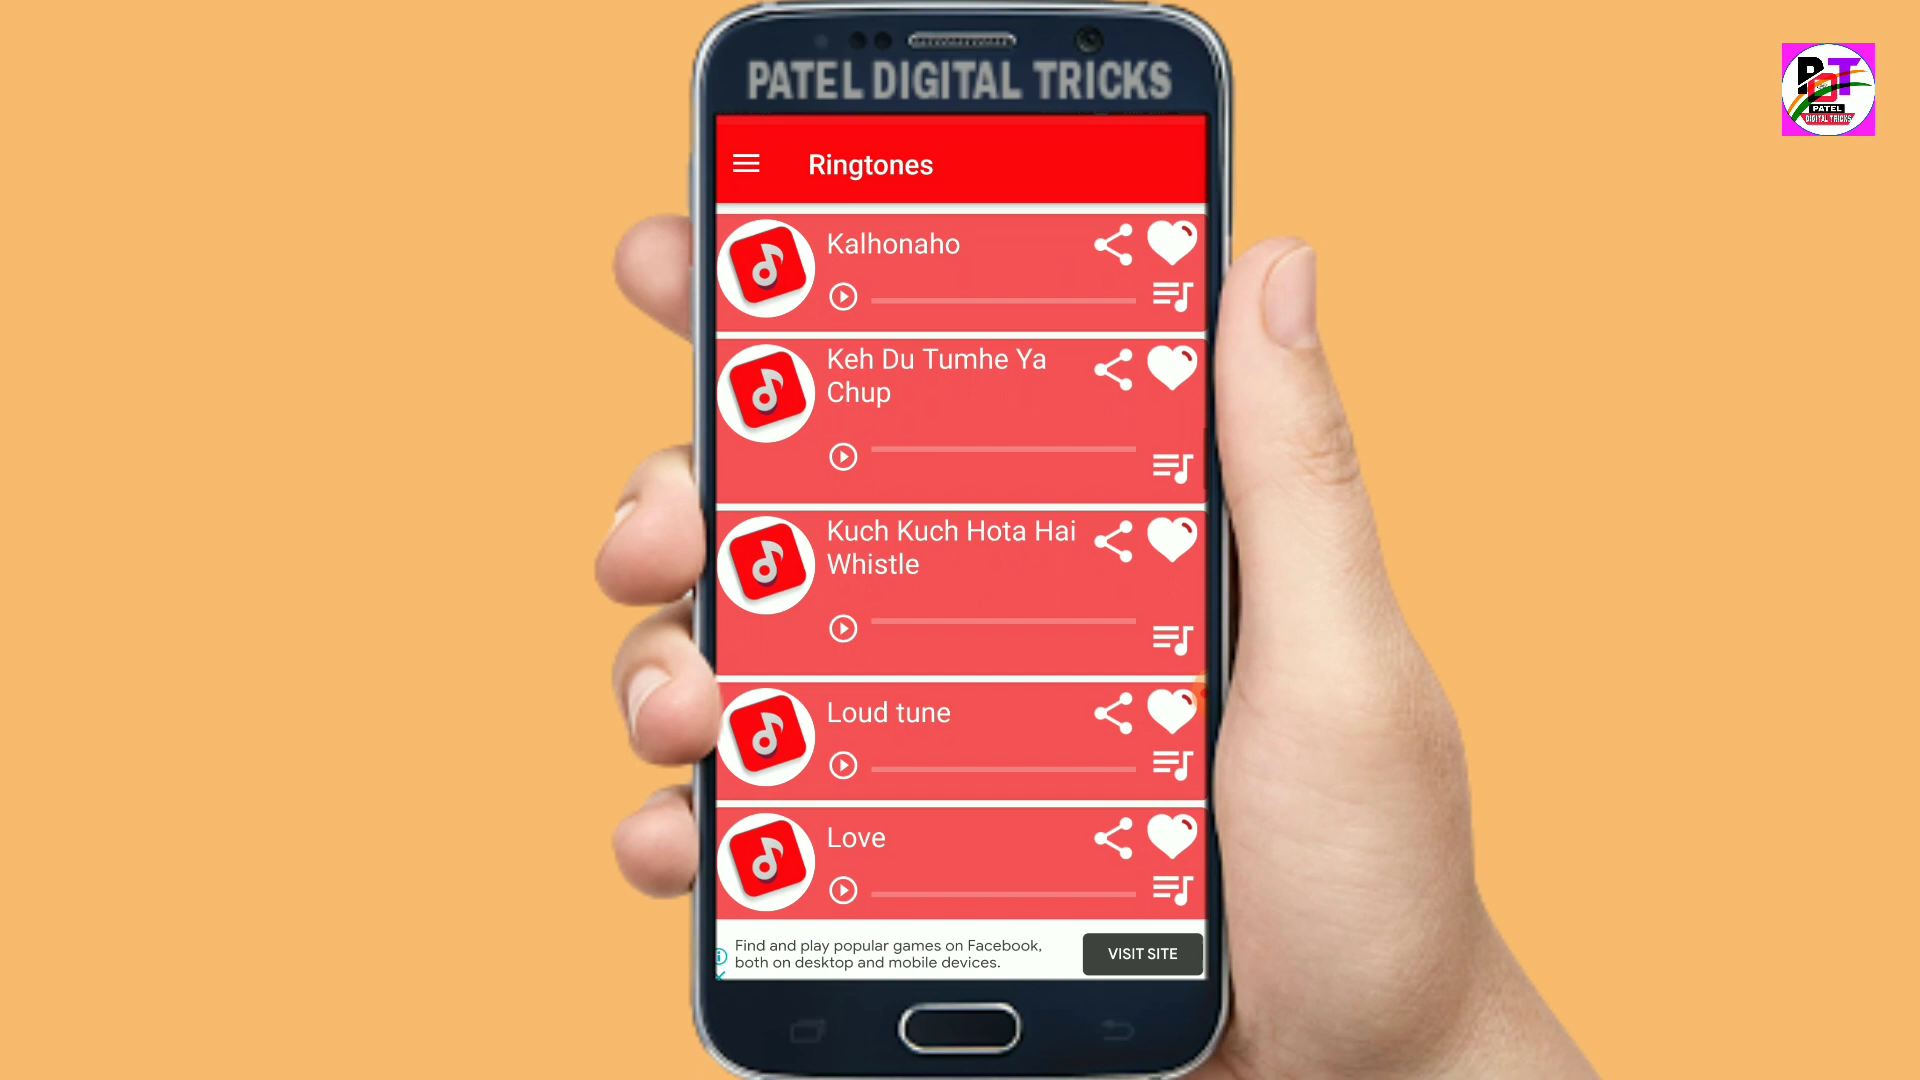 PATEL DIGITAL TRICKS
PDT
PATEL
DIGITAL TRICKS
Ringtones
Kalhonaho
Keh Du Tumhe Ya
Chup
Kuch Kuch Hota Hai
Whistle
Loud tune
Love
Find and play popular games on Facebook,
both on desktop and mobile devices.
VISIT SITE